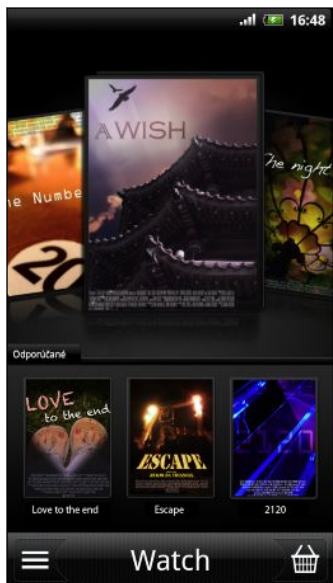 16:48
A WISH
he Numbe
20
he night
Odporúčané
LOVE
to the end
ESCAPE
2120
Love to the end
Escape
2120
Watch